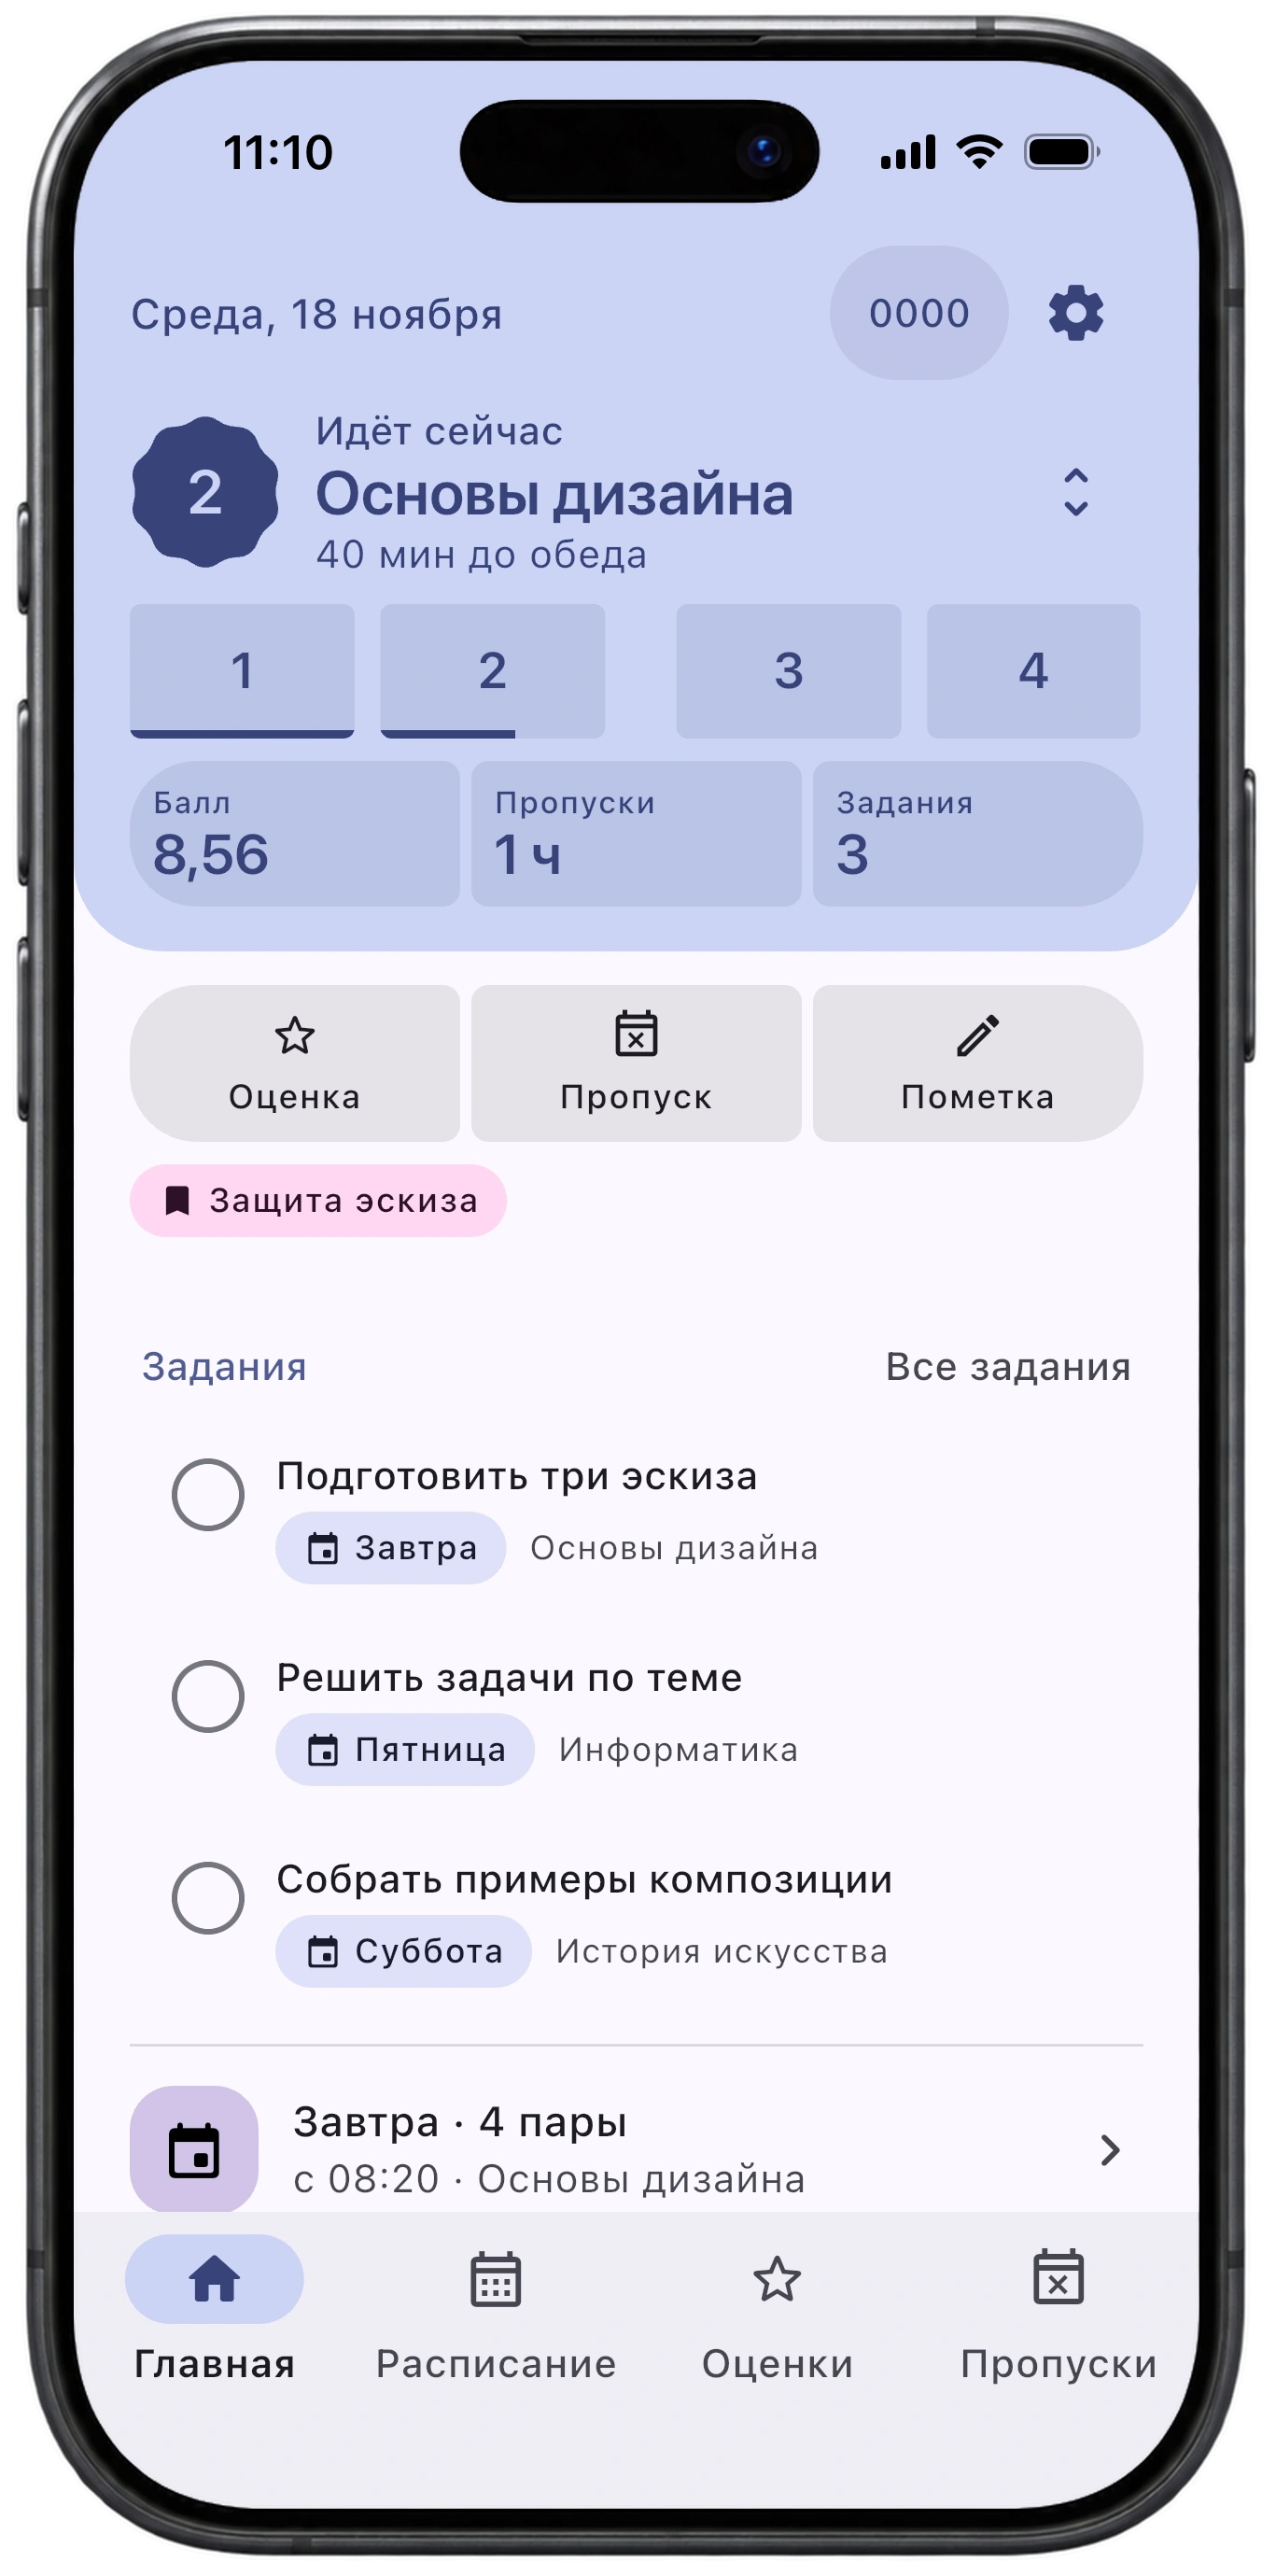 11:10
Среда, 18 ноября
0000
2
Идёт сейчас
Основы дизайна
40 мин до обеда
1 2 3 4
Балл Пропуски Задания
8,56 1 ч 3
Оценка Пропуск Пометка
Защита эскиза
Задания Все задания
Подготовить три эскиза
Завтра Основы дизайна
Решить задачи по теме
Пятница Информатика
Собрать примеры композиции
Суббота История искусства
Завтра · 4 пары
с 08:20 · Основы дизайна
Главная Расписание Оценки Пропуски